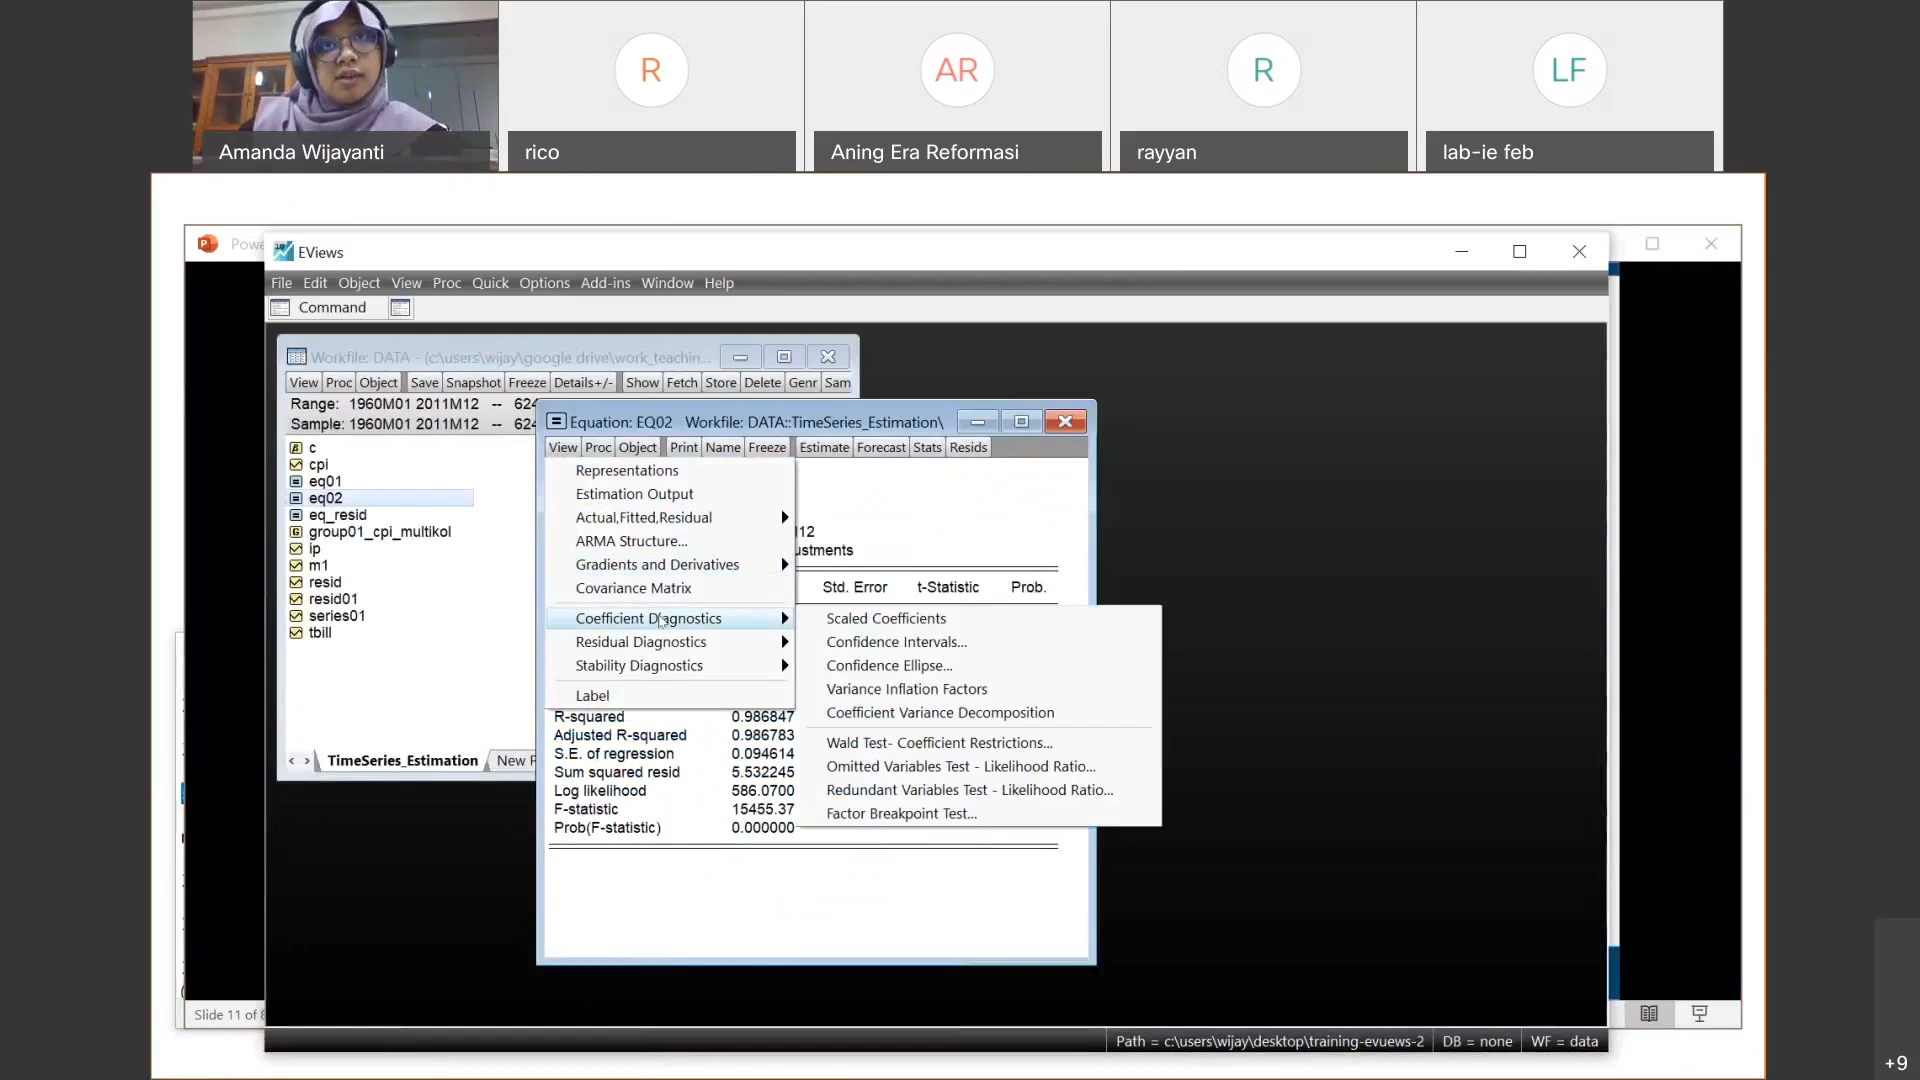 R
AR
R
LF
Amanda Wijayanti
rico
Aning Era Reformasi
rayyan
lab-ie feb
EViews
File Edit Object View Proc Quick Options Add-ins Window Help
Command
Workfile: DATA - (c:\users\wijay\google drive\work_teachin...
View Proc Object Save Snapshot Freeze Details+/- Show Fetch Store Delete Genr Sam
Range: 1960M01 2011M12 -- 624
Sample: 1960M01 2011M12 -- 624
c
cpi
eq01
eq02
eq_resid
group01_cpi_multikol
ip
m1
resid
resid01
series01
tbill
TimeSeries_Estimation
New P
Equation: EQ02 Workfile: DATA::TimeSeries_Estimation\
View Proc Object Print Name Freeze Estimate Forecast Stats Resids
Representations
Estimation Output
Actual,Fitted,Residual
ARMA Structure...
Gradients and Derivatives
Covariance Matrix
Coefficient Diagnostics
Residual Diagnostics
Stability Diagnostics
Label
Std. Error t-Statistic Prob.
Scaled Coefficients
Confidence Intervals...
Confidence Ellipse...
Variance Inflation Factors
Coefficient Variance Decomposition
Wald Test- Coefficient Restrictions...
Omitted Variables Test - Likelihood Ratio...
Redundant Variables Test - Likelihood Ratio...
Factor Breakpoint Test...
R-squared 0.986847
Adjusted R-squared 0.986783
S.E. of regression 0.094614
Sum squared resid 5.532245
Log likelihood 586.0700
F-statistic 15455.37
Prob(F-statistic) 0.000000
Slide 11 of
Path = c:\users\wijay\desktop\training-evuews-2 DB = none WF = data
+9